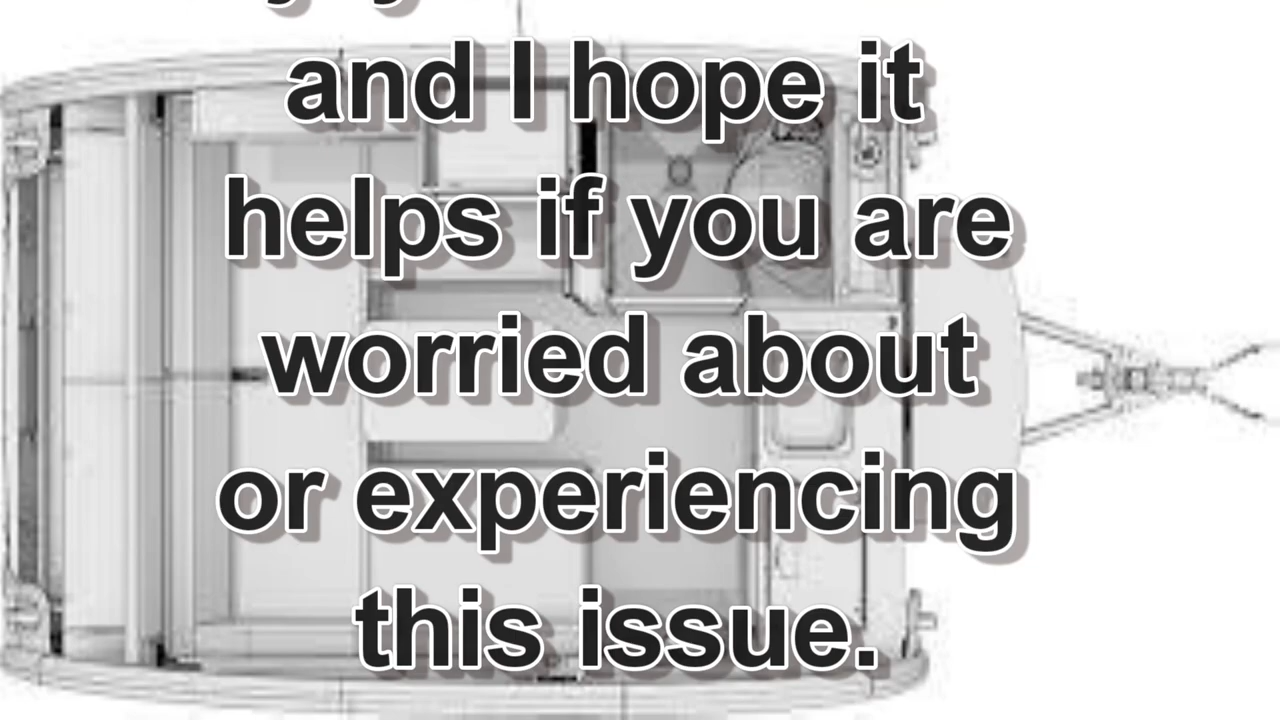 and I hope it
helps if you are
worried about
or experiencing
this issue.